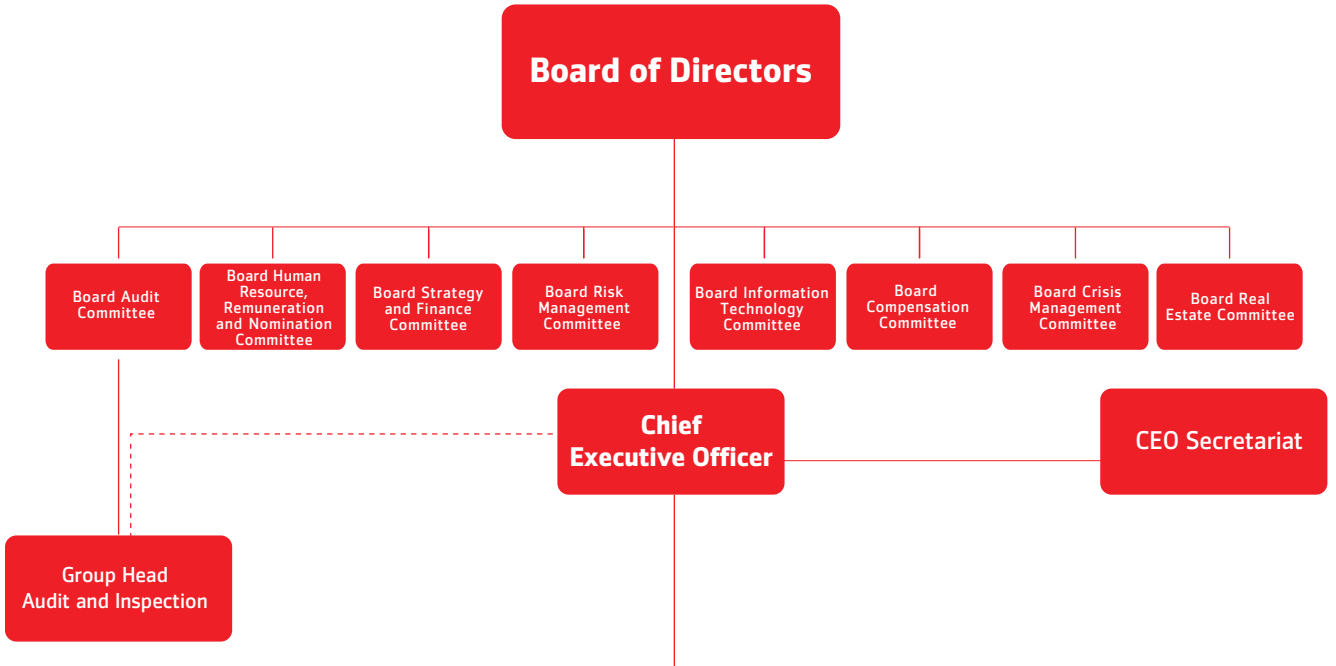 Board of Directors
Board Audit
Committee
Board Human
Resource,
Remuneration
and Nomination
Committee
Board Strategy
and Finance
Committee
Board Risk
Management
Committee
Board Information
Technology
Committee
Board
Compensation
Committee
Board Crisis
Management
Committee
Board Real
Estate Committee
Chief
Executive Officer
CEO Secretariat
Group Head
Audit and Inspection